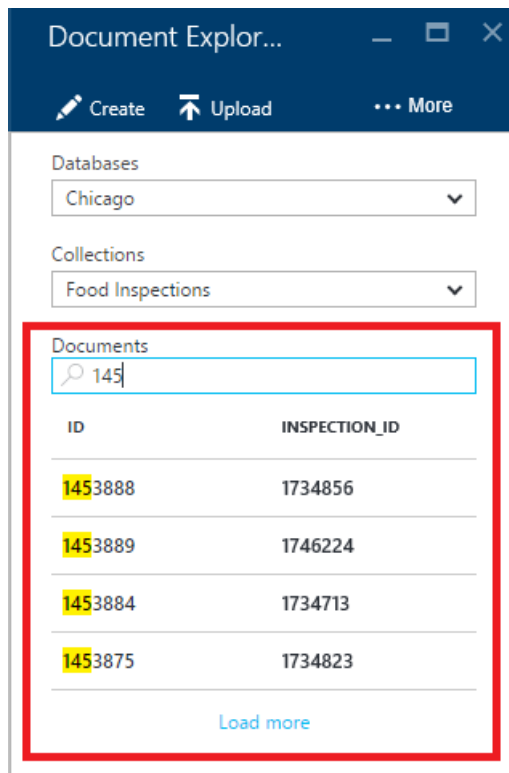 Document Explor...
Create Upload ••• More
Databases
Chicago
Collections
Food Inspections
Documents
145
ID INSPECTION_ID
1453888 1734856
1453889 1746224
1453884 1734713
1453875 1734823
Load more